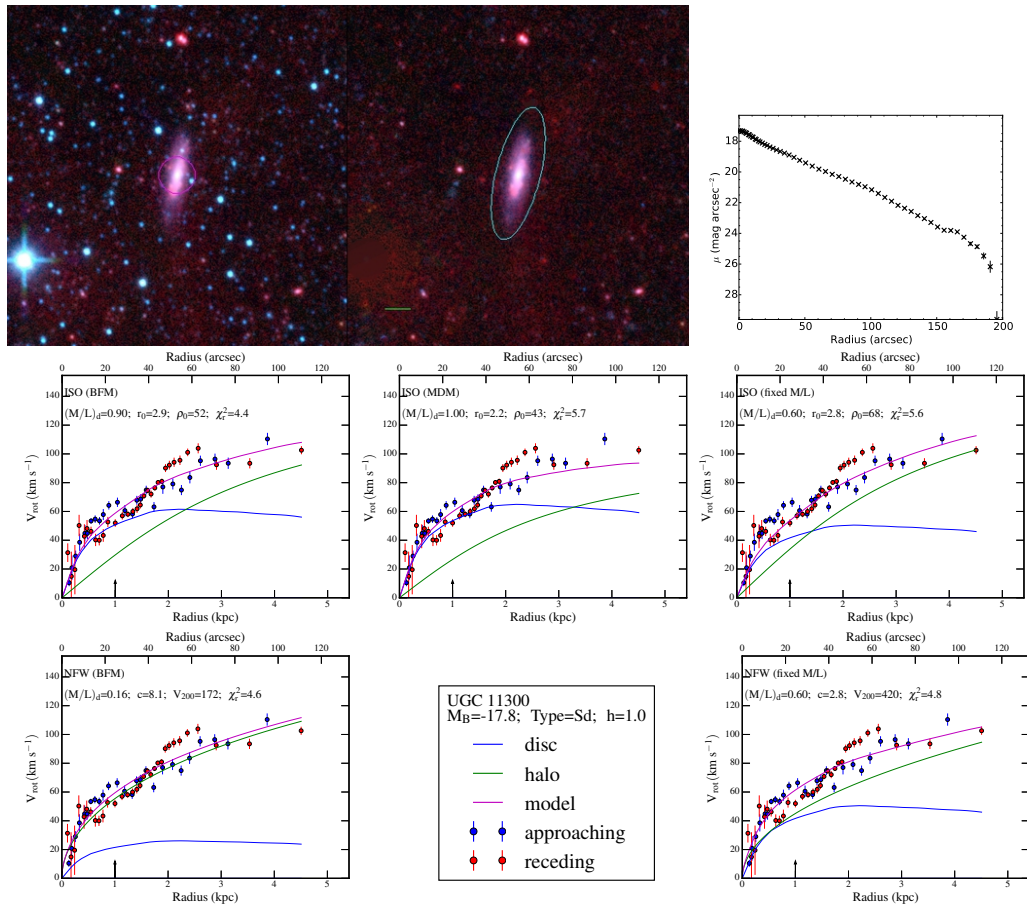 18
20
22
24
26
28
μ (mag arcsec⁻²)
0 50 100 150 200
Radius (arcsec)
Radius (arcsec)
0 20 40 60 80 100 120
ISO (BFM)
(M/L)d=0.90; r₀=2.9; ρ₀=52; χ²r=4.4
140
120
100
80
60
40
20
0
Vrot (km s⁻¹)
0 1 2 3 4 5
Radius (kpc)
Radius (arcsec)
0 20 40 60 80 100 120
ISO (MDM)
(M/L)d=1.00; r₀=2.2; ρ₀=43; χ²r=5.7
140
120
100
80
60
40
20
0
0 1 2 3 4 5
Radius (kpc)
Radius (arcsec)
0 20 40 60 80 100 120
ISO (fixed M/L)
(M/L)d=0.60; r₀=2.8; ρ₀=68; χ²r=5.6
140
120
100
80
60
40
20
0
0 1 2 3 4 5
Radius (kpc)
Radius (arcsec)
0 20 40 60 80 100 120
NFW (BFM)
(M/L)d=0.16; c=8.1; V₂₀₀=172; χ²r=4.6
140
120
100
80
60
40
20
0
Vrot (km s⁻¹)
0 1 2 3 4 5
Radius (kpc)
UGC 11300
MB=-17.8; Type=Sd; h=1.0
disc
halo
model
approaching
receding
Radius (arcsec)
0 20 40 60 80 100 120
NFW (fixed M/L)
(M/L)d=0.60; c=2.8; V₂₀₀=420; χ²r=4.8
140
120
100
80
60
40
20
0
0 1 2 3 4 5
Radius (kpc)